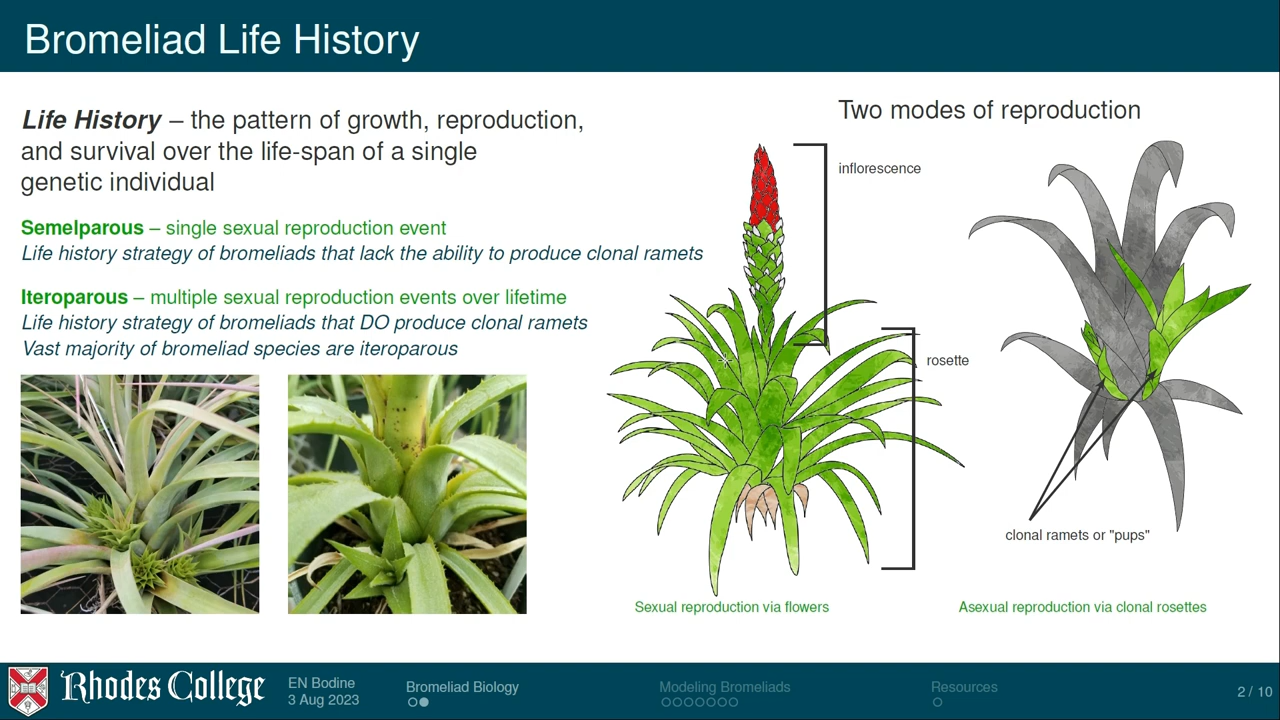 Bromeliad Life History
Life History – the pattern of growth, reproduction,
and survival over the life-span of a single
genetic individual
Semelparous – single sexual reproduction event
Life history strategy of bromeliads that lack the ability to produce clonal ramets
Iteroparous – multiple sexual reproduction events over lifetime
Life history strategy of bromeliads that DO produce clonal ramets
Vast majority of bromeliad species are iteroparous
Two modes of reproduction
inflorescence
rosette
clonal ramets or "pups"
Sexual reproduction via flowers
Asexual reproduction via clonal rosettes
Rhodes College
EN Bodine
3 Aug 2023
Bromeliad Biology
Modeling Bromeliads
Resources
2 / 10